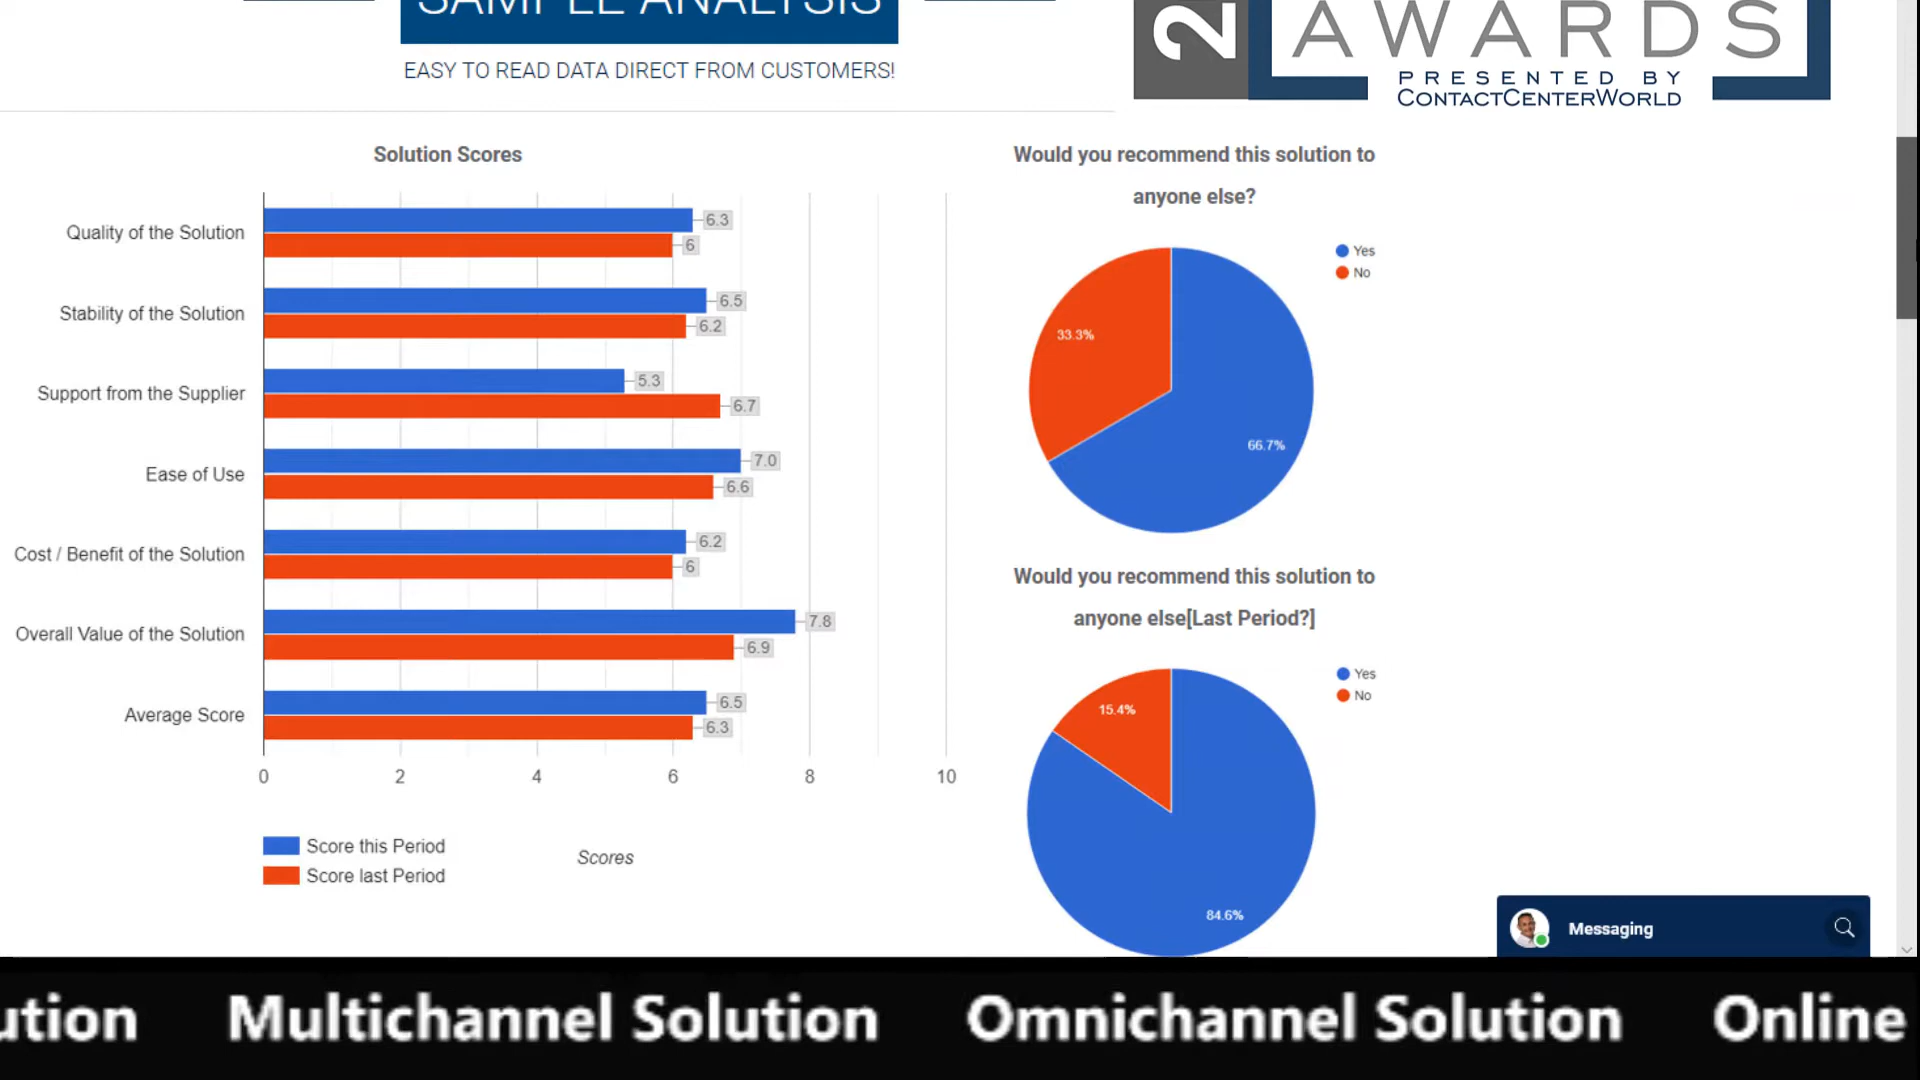 SAMPLE ANALYSIS
EASY TO READ DATA DIRECT FROM CUSTOMERS!
2
AWARDS
PRESENTED BY
CONTACTCENTERWORLD
Solution Scores
Quality of the Solution
6.3
6
Stability of the Solution
6.5
6.2
Support from the Supplier
5.3
6.7
Ease of Use
7.0
6.6
Cost / Benefit of the Solution
6.2
6
Overall Value of the Solution
7.8
6.9
Average Score
6.5
6.3
0 2 4 6 8 10
Score this Period
Score last Period
Scores
Would you recommend this solution to
anyone else?
Yes
No
33.3%
66.7%
Would you recommend this solution to
anyone else[Last Period?]
Yes
No
15.4%
84.6%
Messaging
ution Multichannel Solution Omnichannel Solution Online